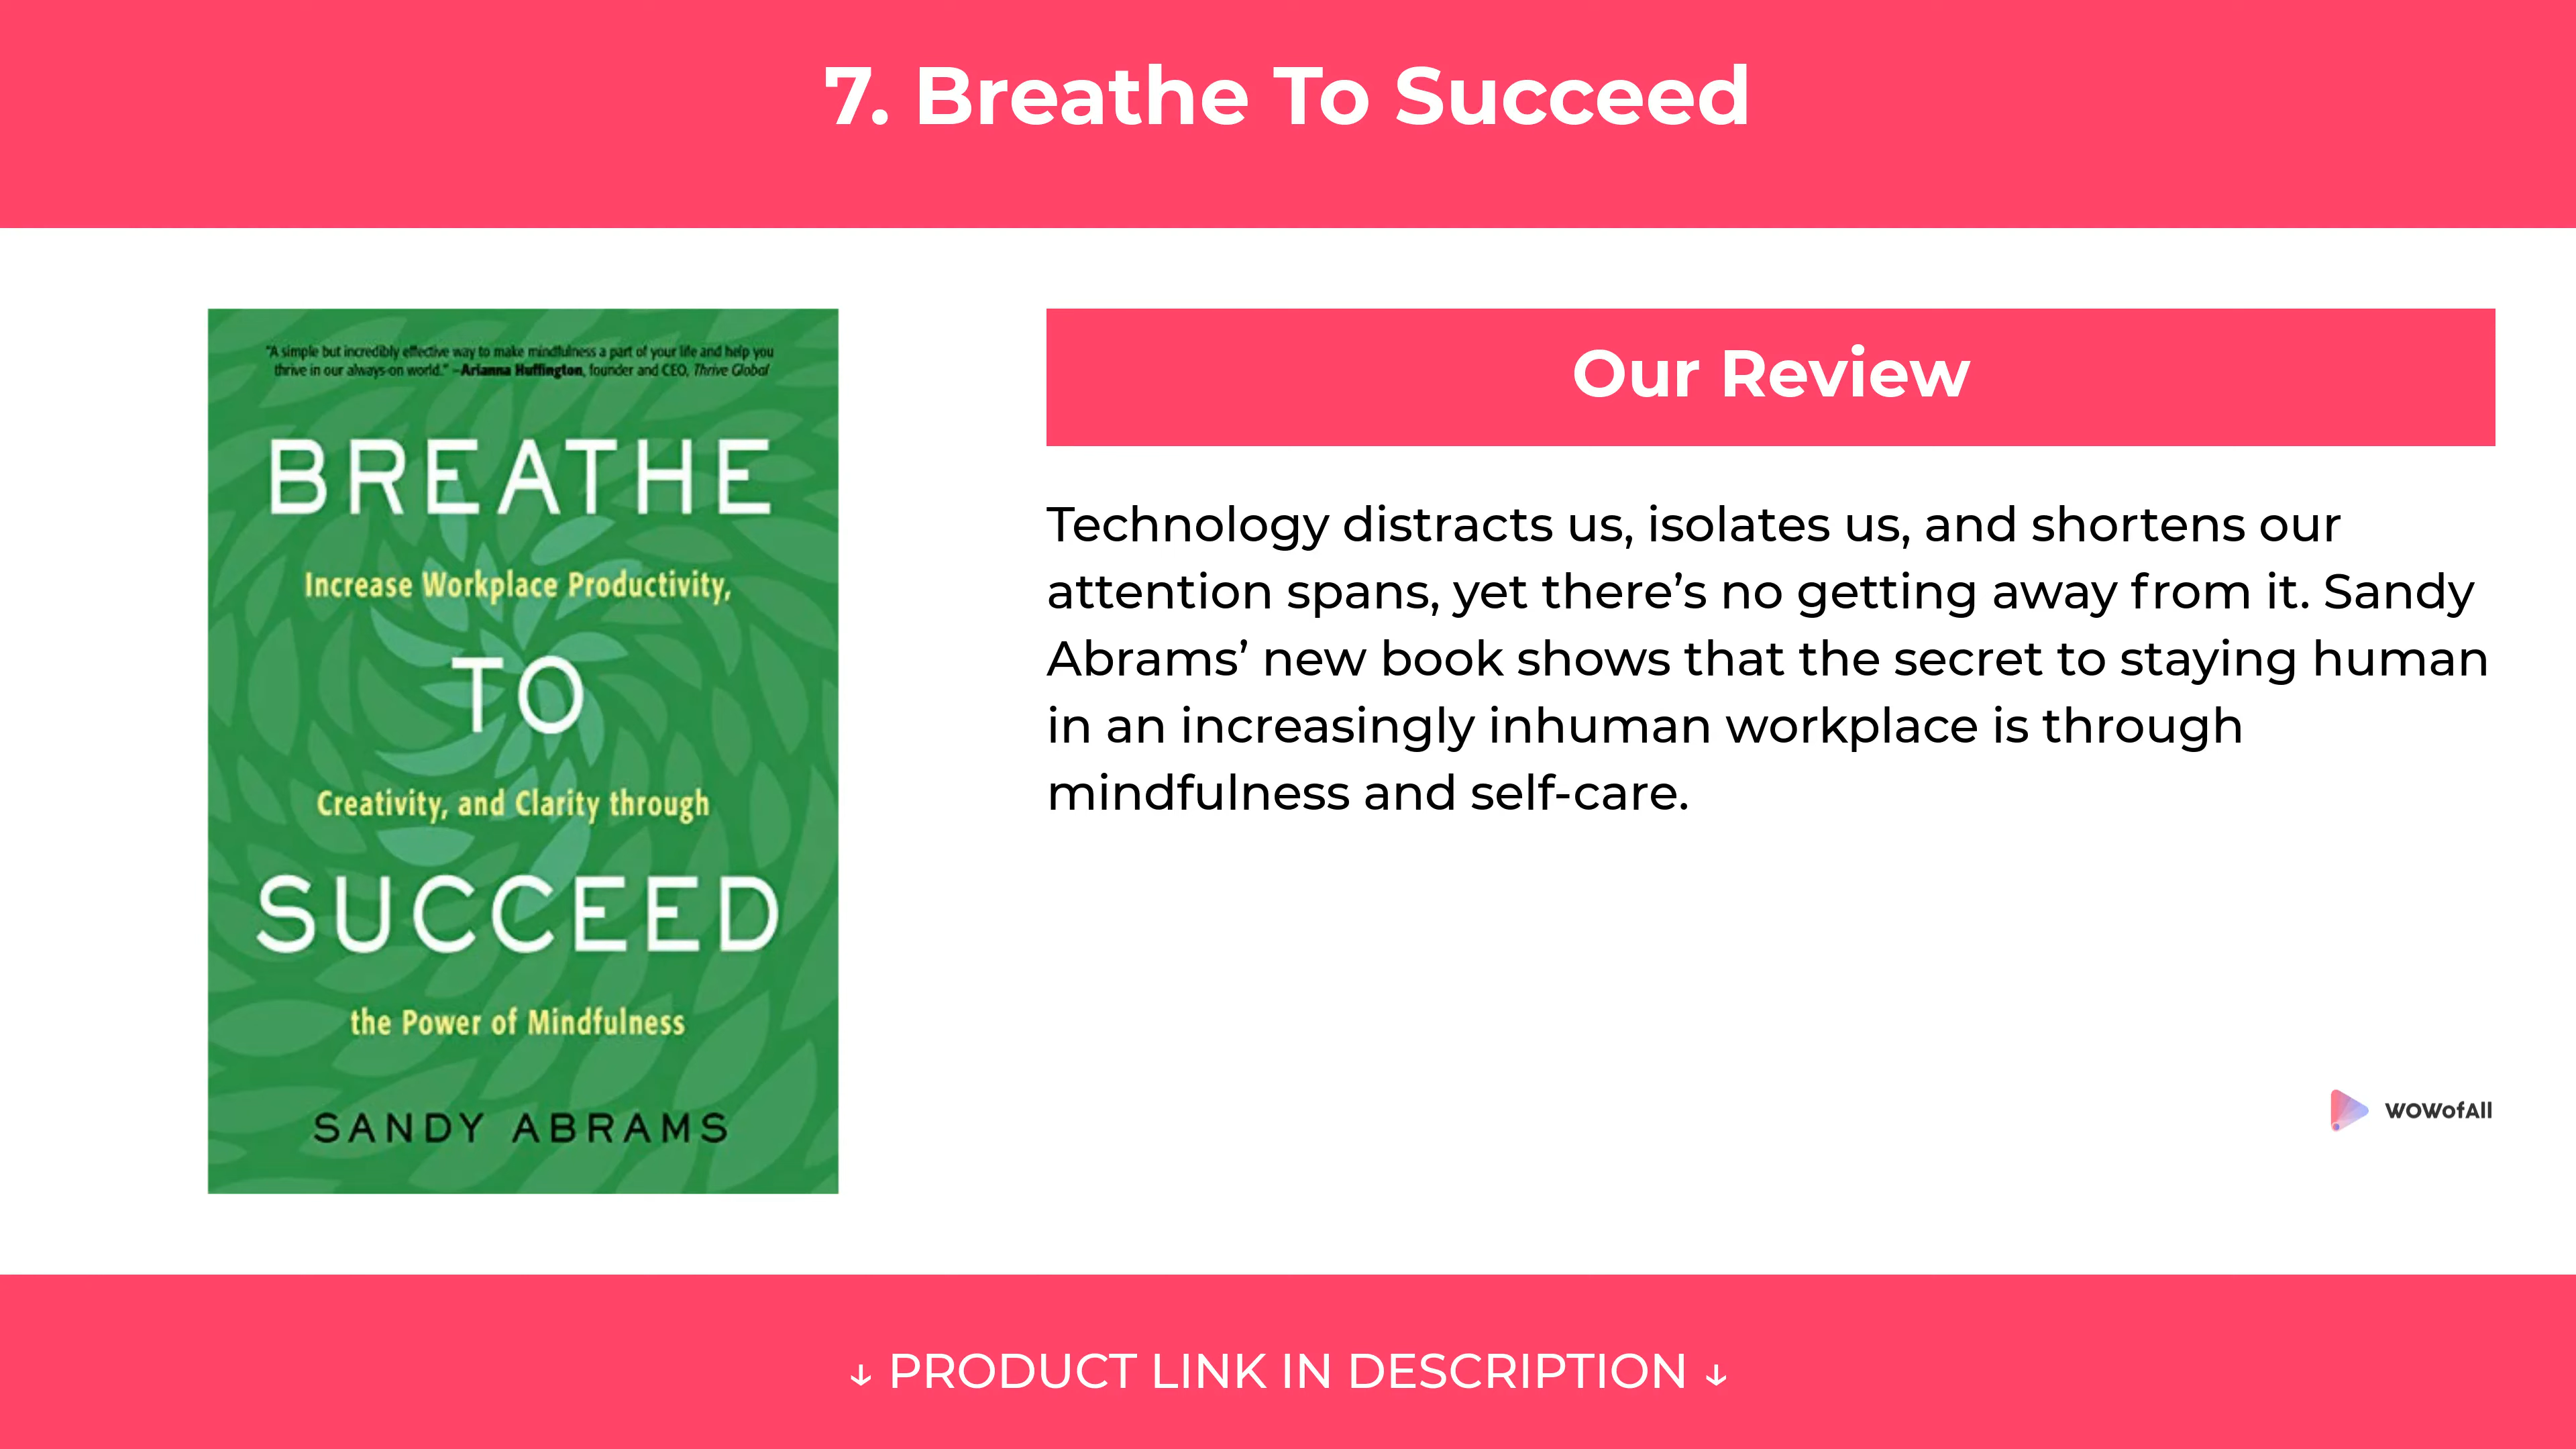 7. Breathe To Succeed
"A simple but incredibly effective way to make mindfulness a part of your life and help you
thrive in our always-on world." –Arianna Huffington, founder and CEO, Thrive Global
BREATHE
Increase Workplace Productivity,
TO
Creativity, and Clarity through
SUCCEED
the Power of Mindfulness
SANDY ABRAMS
Our Review
Technology distracts us, isolates us, and shortens our
attention spans, yet there’s no getting away from it. Sandy
Abrams’ new book shows that the secret to staying human
in an increasingly inhuman workplace is through
mindfulness and self-care.
WOWofAll
↓ PRODUCT LINK IN DESCRIPTION ↓